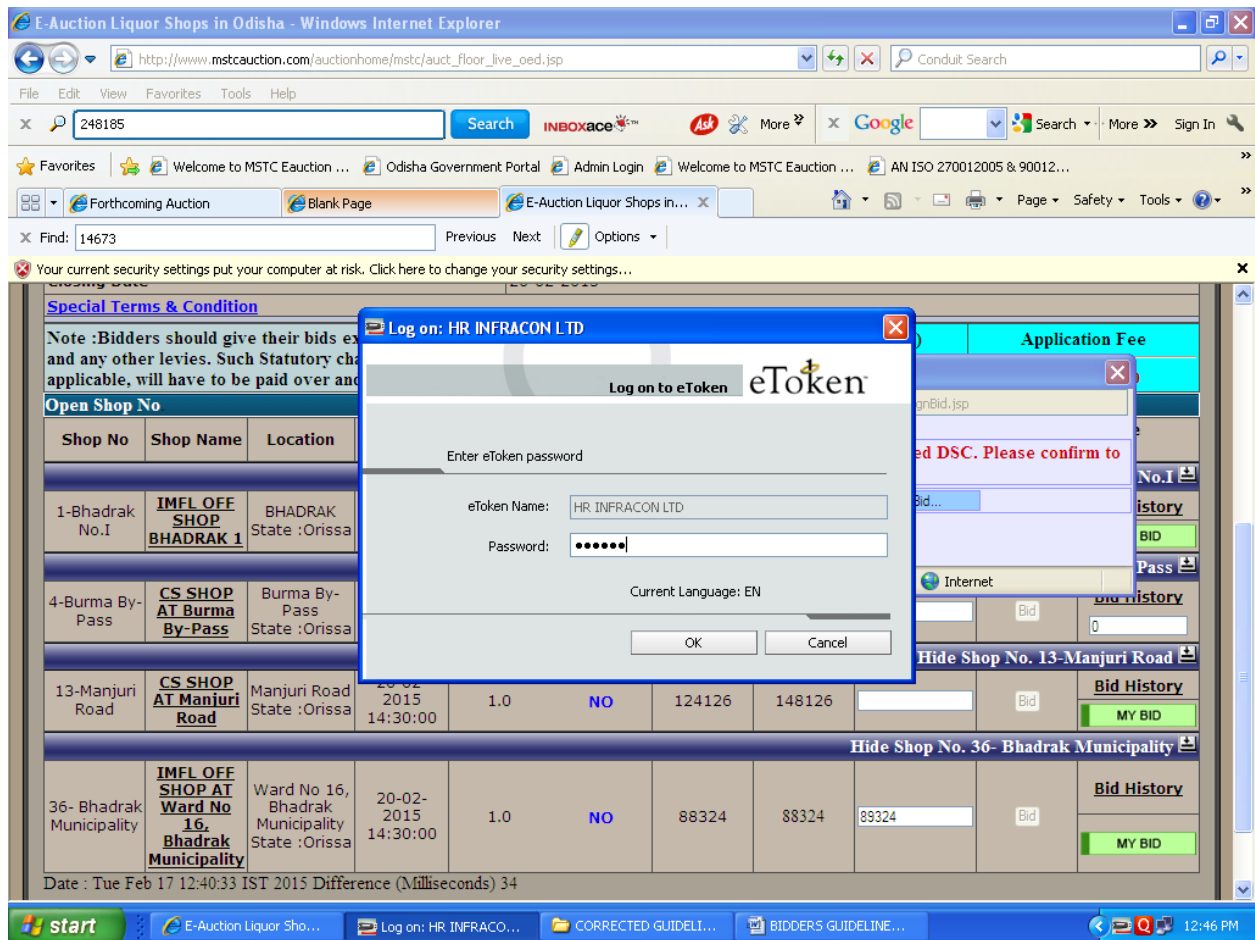 E-Auction Liquor Shops in Odisha - Windows Internet Explorer
http://www.mstcauction.com/auctionhome/mstc/auct_floor_live_oed.jsp
Conduit Search
File Edit View Favorites Tools Help
x 248185 Search INBOXace™ Ask More x Google Search More Sign In
Favorites Welcome to MSTC Eauction ... Odisha Government Portal Admin Login Welcome to MSTC Eauction ... AN ISO 270012005 & 90012...
Forthcoming Auction Blank Page E-Auction Liquor Shops in... X Page Safety Tools
X Find: 14673 Previous Next Options
Your current security settings put your computer at risk. Click here to change your security settings...
Closing Date 20-02-2015
Special Terms & Condition
Note :Bidders should give their bids
and any other levies. Such Statutory
applicable, will have to be paid over
Application Fee
Open Shop No
Shop No Shop Name Location
No.I
1-Bhadrak
No.I
IMFL OFF
SHOP
BHADRAK 1
BHADRAK
State :Orissa
BID
Pass
4-Burma By-
Pass
CS SHOP
AT Burma
By-Pass
Burma By-
Pass
State :Orissa
Bid
Bid History
0
Hide Shop No. 13-Manjuri Road
13-Manjuri
Road
CS SHOP
AT Manjuri
Road
Manjuri Road
State :Orissa
20-02-
2015
14:30:00
1.0
NO
124126
148126
Bid
Bid History
MY BID
Hide Shop No. 36- Bhadrak Municipality
36- Bhadrak
Municipality
IMFL OFF
SHOP AT
Ward No
16,
Bhadrak
Municipality
Ward No 16,
Bhadrak
Municipality
State :Orissa
20-02-
2015
14:30:00
1.0
NO
88324
88324
89324
Bid
Bid History
MY BID
Date : Tue Feb 17 12:40:33 IST 2015 Difference (Milliseconds) 34
Log on: HR INFRACON LTD
Log on to eToken
eToken
Enter eToken password
eToken Name: HR INFRACON LTD
Password: ••••••
Current Language: EN
OK Cancel
gnBid.jsp
ed DSC. Please confirm to
Bid...
Internet
start E-Auction Liquor Sho... Log on: HR INFRACO... CORRECTED GUIDELI... BIDDERS GUIDELINE... 12:46 PM